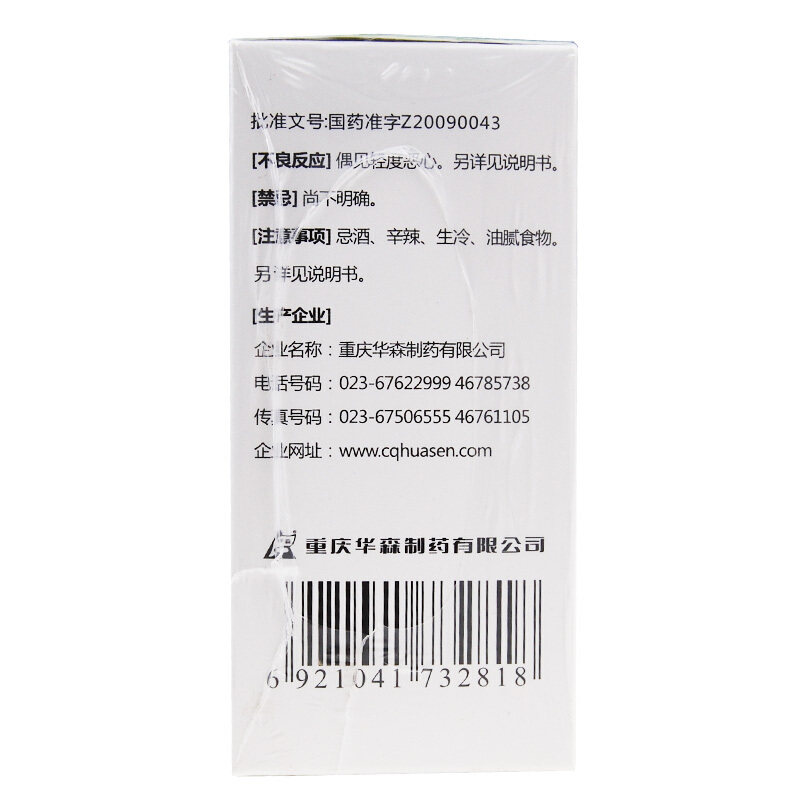 批准文号:国药准字Z20090043
[不良反应] 偶见轻度恶心。另详见说明书。
[禁忌] 尚不明确。
[注意事项] 忌酒、辛辣、生冷、油腻食物。
另详见说明书。
[生产企业]
企业名称：重庆华森制药有限公司
电话号码：023-67622999 46785738
传真号码：023-67506555 46761105
企业网址：www.cqhuasen.com
重庆华森制药有限公司
6 921041 732818